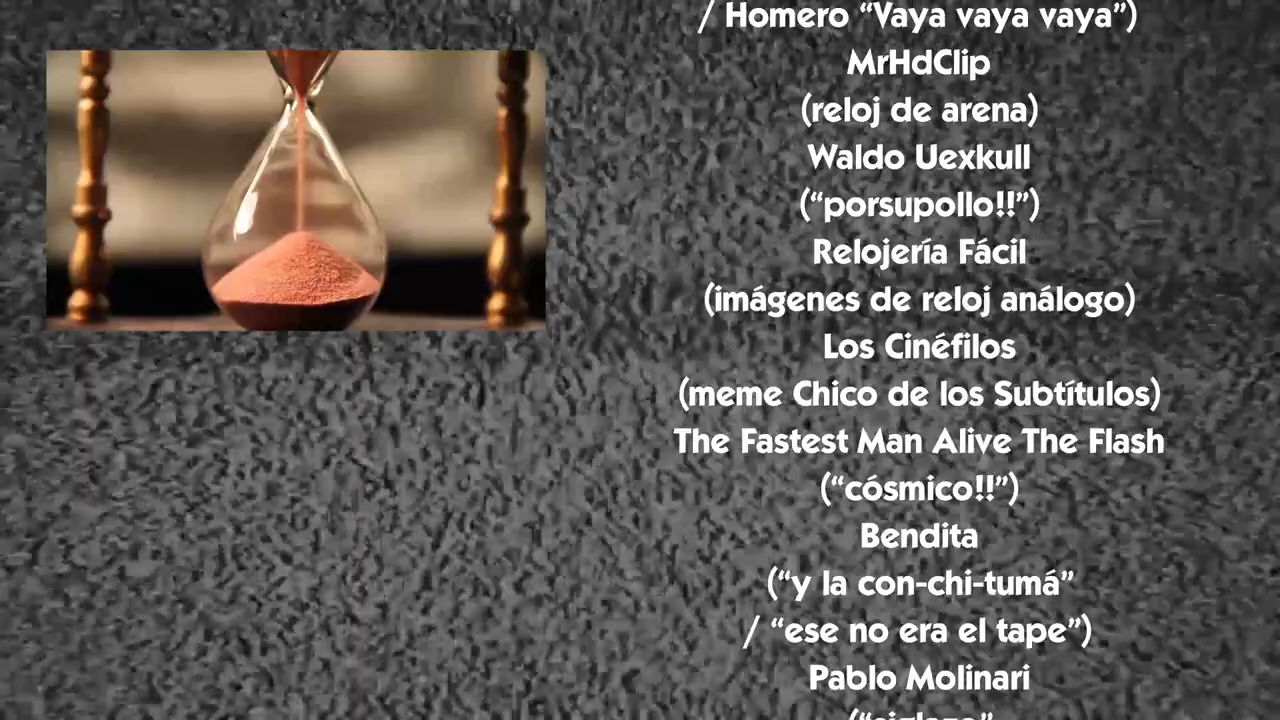 / Homero “Vaya vaya vaya”)
MrHdClip
(reloj de arena)
Waldo Uexkull
(“porsupollo!!”)
Relojería Fácil
(imágenes de reloj análogo)
Los Cinéfilos
(meme Chico de los Subtítulos)
The Fastest Man Alive The Flash
(“cósmico!!”)
Bendita
(“y la con-chi-tumá”
/ “ese no era el tape”)
Pablo Molinari